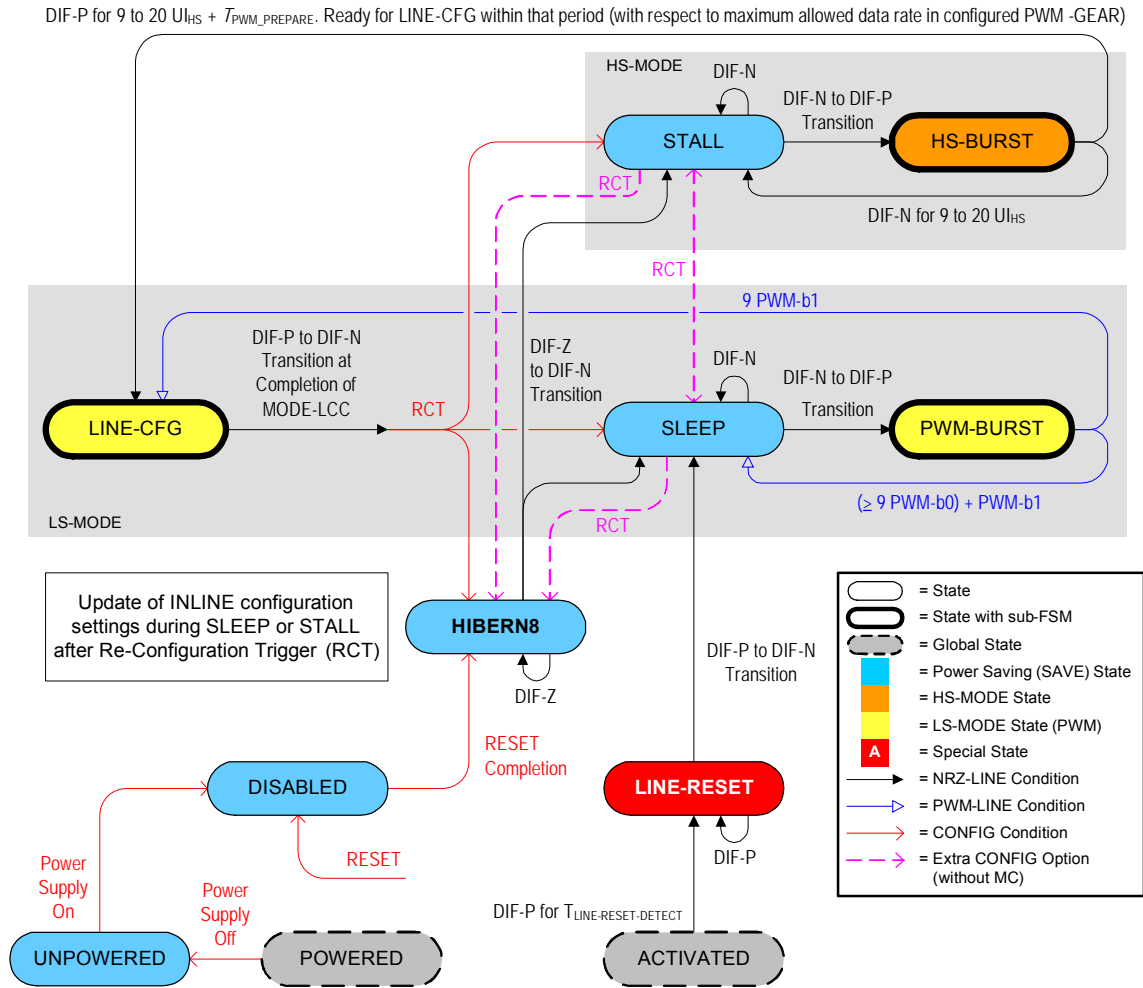 DIF-P for 9 to 20 UIHS + TPWM_PREPARE. Ready for LINE-CFG within that period (with respect to maximum allowed data rate in configured PWM -GEAR)
HS-MODE
DIF-N
DIF-N to DIF-P
Transition
STALL
HS-BURST
RCT
DIF-N for 9 to 20 UIHS
RCT
9 PWM-b1
DIF-P to DIF-N
Transition at
Completion of
MODE-LCC
DIF-Z
to DIF-N
Transition
DIF-N
DIF-N to DIF-P
Transition
LINE-CFG
RCT
SLEEP
PWM-BURST
(≥ 9 PWM-b0) + PWM-b1
RCT
LS-MODE
Update of INLINE configuration
settings during SLEEP or STALL
after Re-Configuration Trigger (RCT)
HIBERN8
DIF-Z
DIF-P to DIF-N
Transition
RESET
Completion
DISABLED
LINE-RESET
DIF-P
RESET
Power
Supply
On
Power
Supply
Off
DIF-P for TLINE-RESET-DETECT
UNPOWERED
POWERED
ACTIVATED
= State
= State with sub-FSM
= Global State
= Power Saving (SAVE) State
= HS-MODE State
= LS-MODE State (PWM)
A = Special State
= NRZ-LINE Condition
= PWM-LINE Condition
= CONFIG Condition
= Extra CONFIG Option
(without MC)